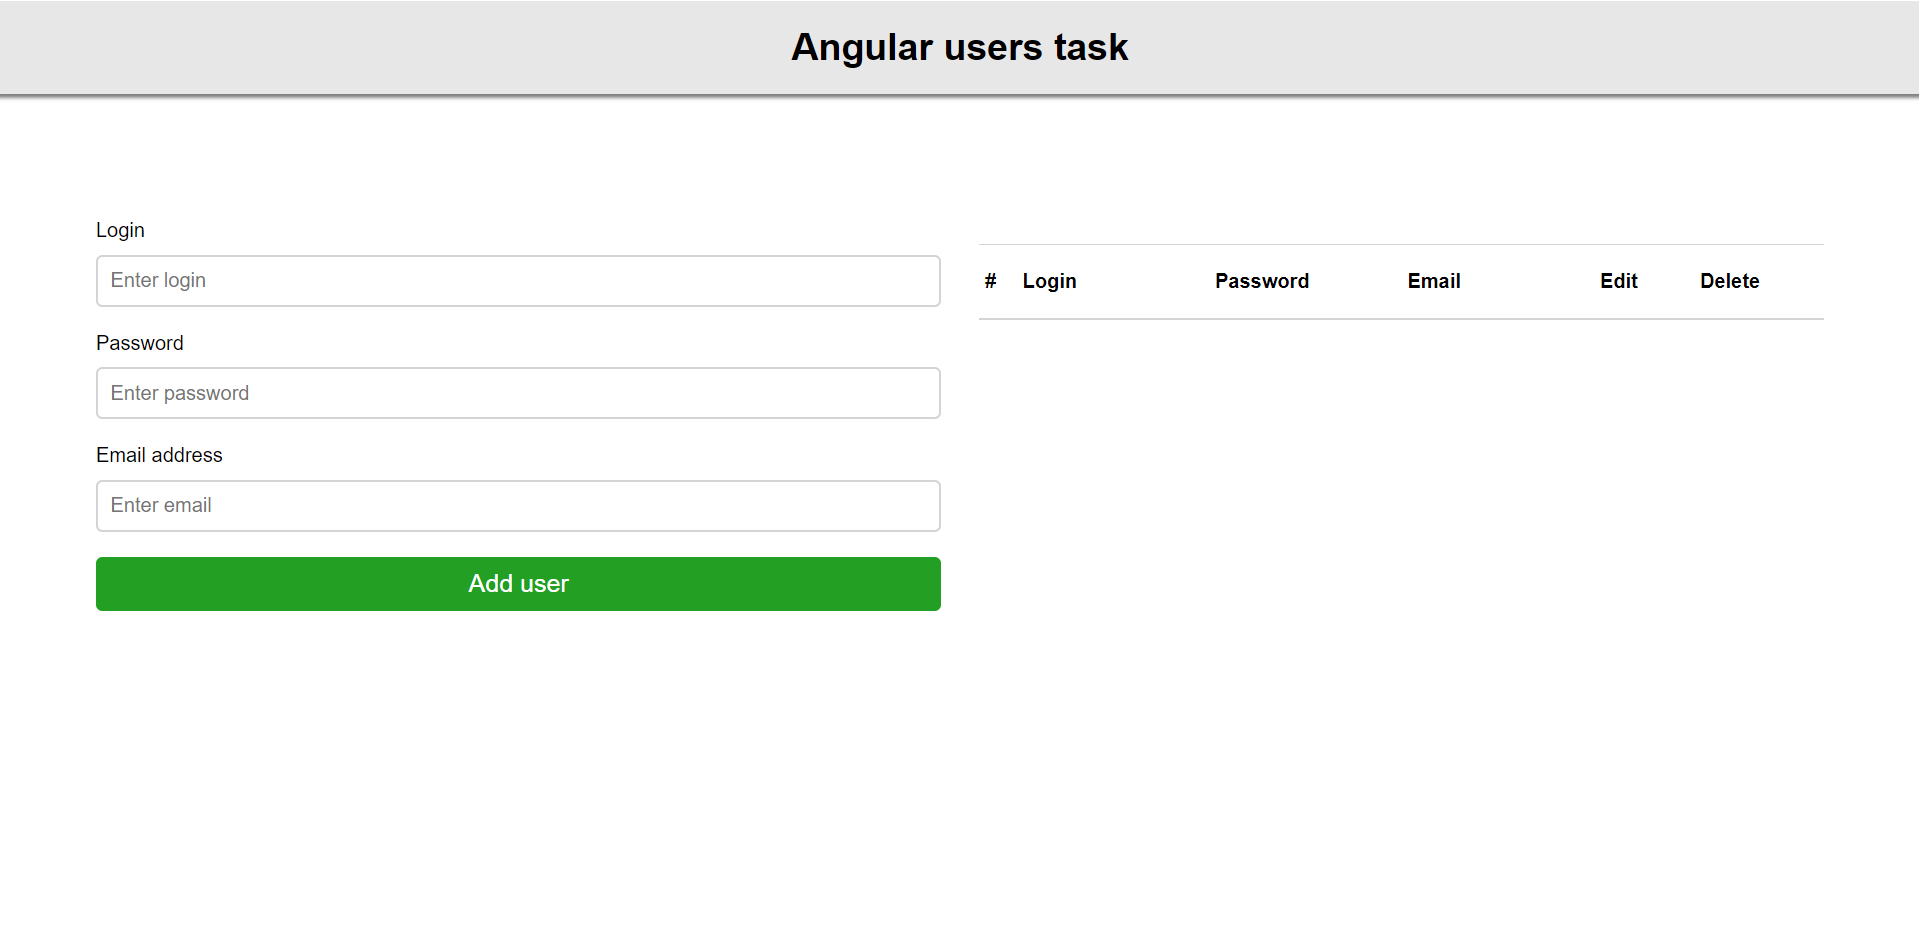 Angular users task
Login
Enter login
Password
Enter password
Email address
Enter email
Add user
# Login Password Email Edit Delete